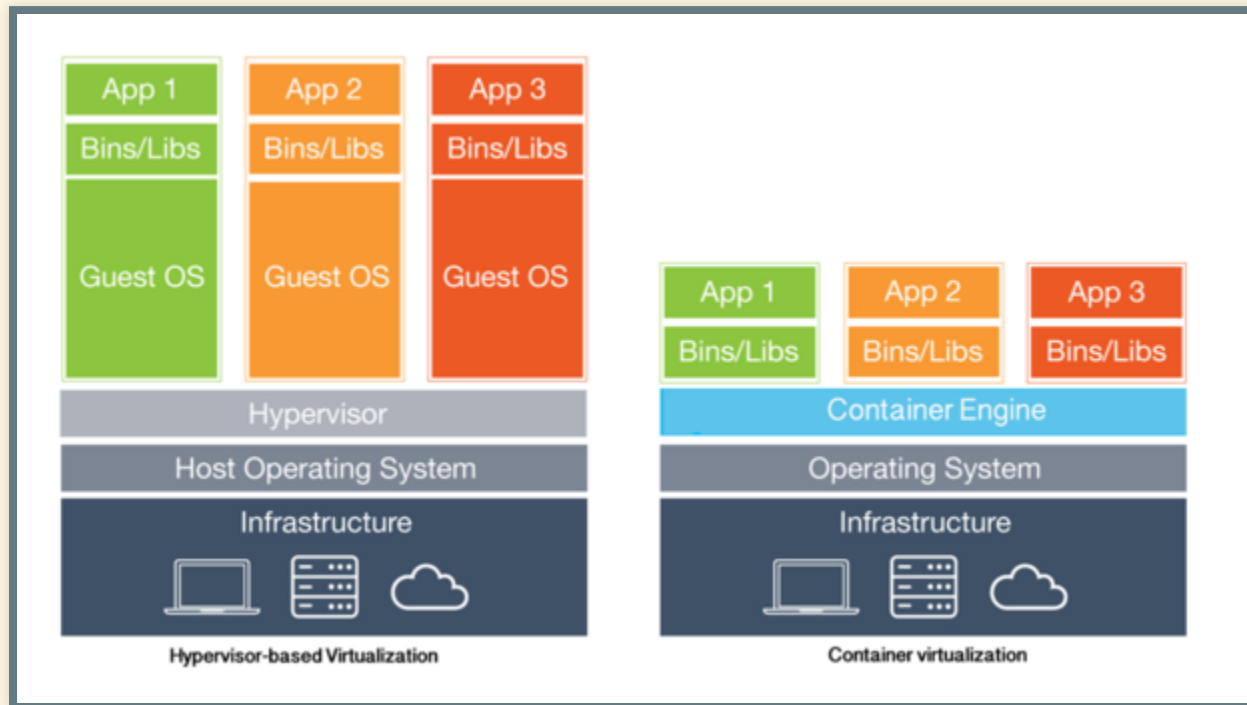 App 1
App 2
App 3
Bins/Libs
Bins/Libs
Bins/Libs
Guest OS
Guest OS
Guest OS
Hypervisor
Host Operating System
Infrastructure
Hypervisor-based Virtualization
App 1
App 2
App 3
Bins/Libs
Bins/Libs
Bins/Libs
Container Engine
Operating System
Infrastructure
Container virtualization